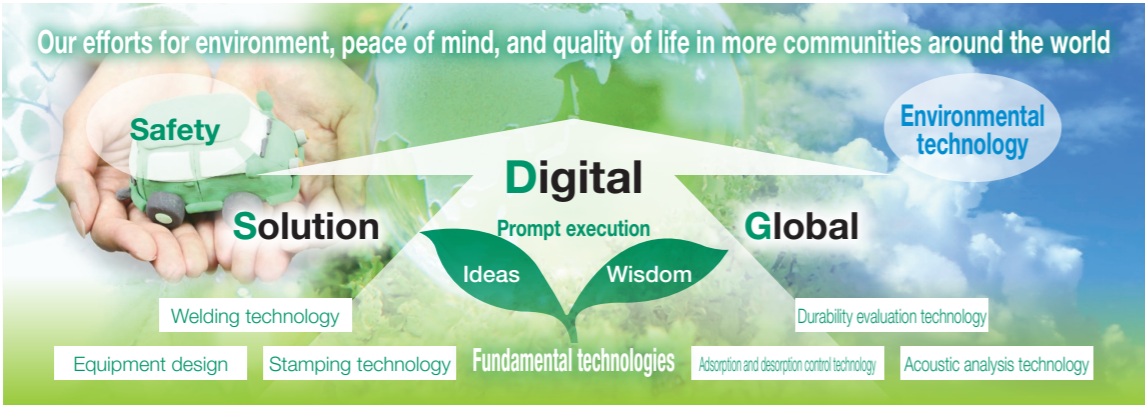 Our efforts for environment, peace of mind, and quality of life in more communities around the world
Safety
Environmental
technology
Digital
Solution
Prompt execution
Global
Ideas
Wisdom
Welding technology
Durability evaluation technology
Equipment design
Stamping technology
Fundamental technologies
Adsorption and desorption control technology
Acoustic analysis technology